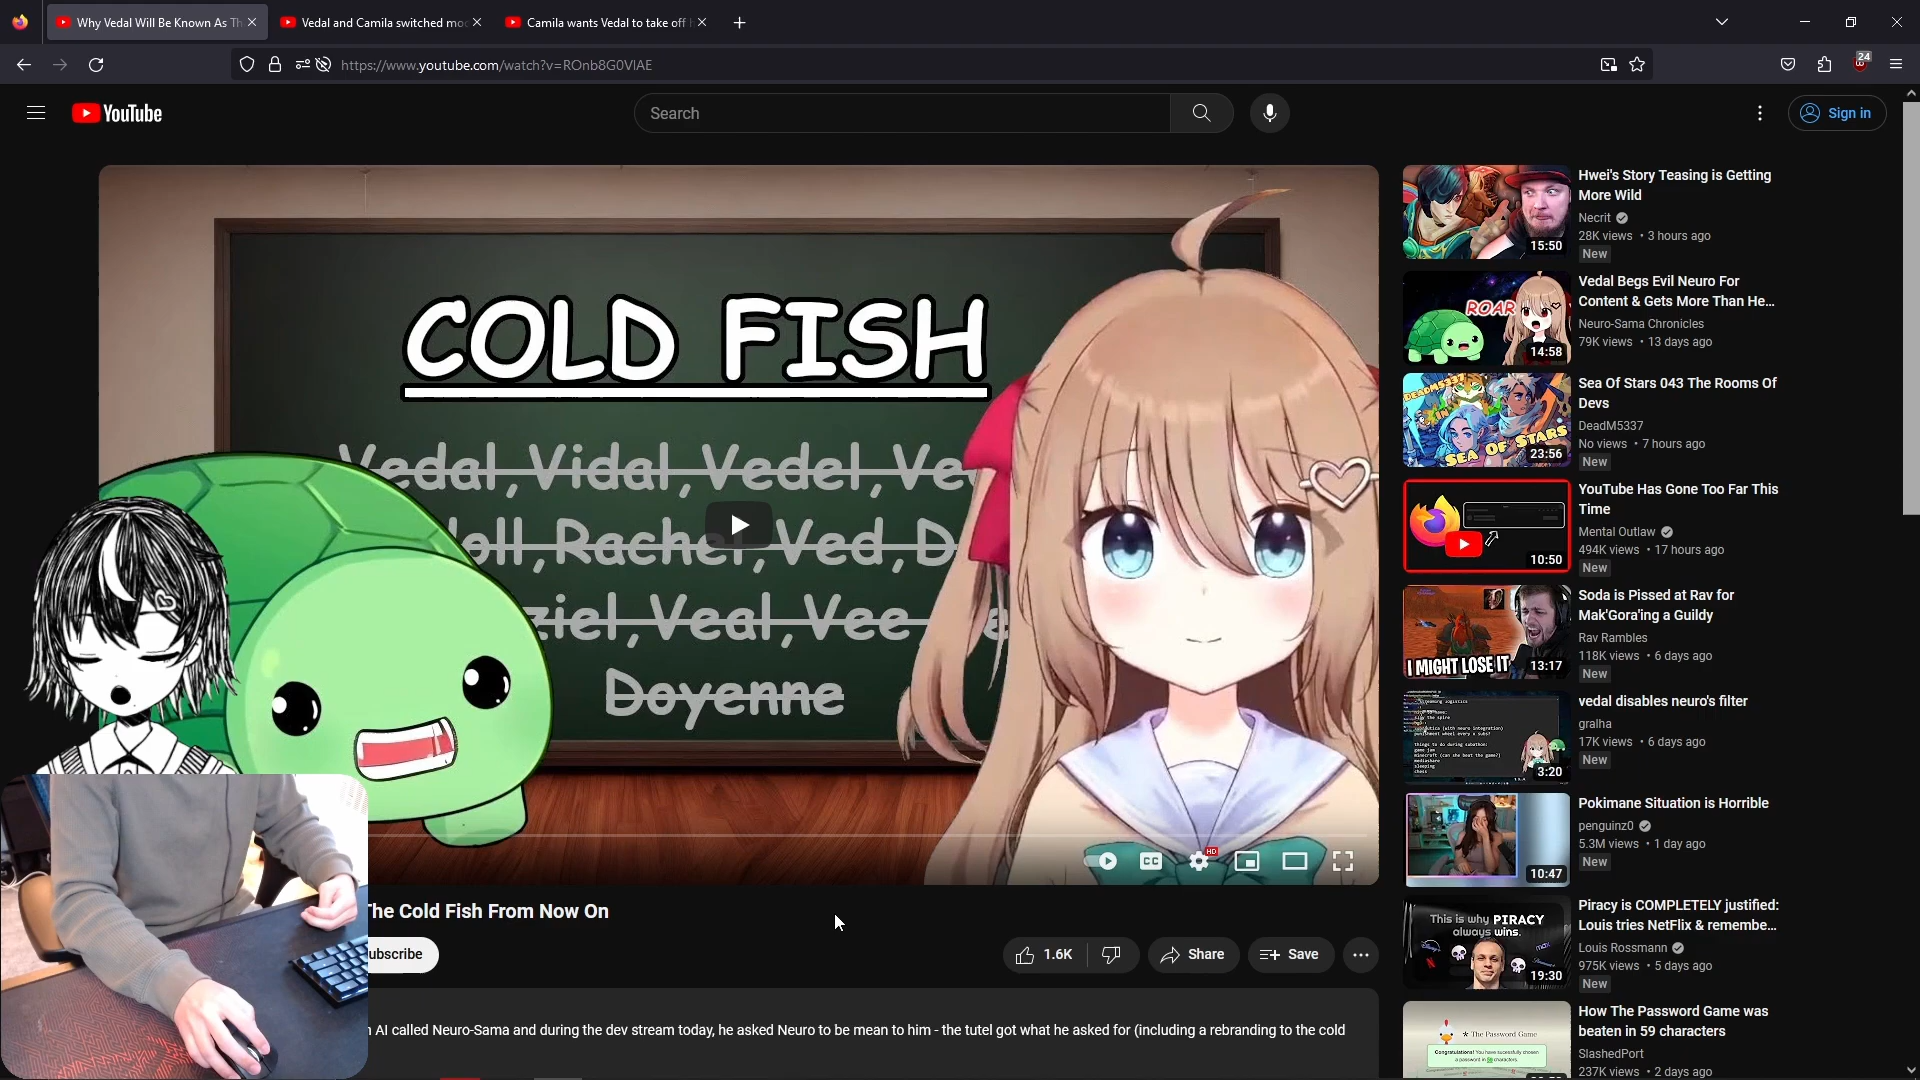 Why Vedal Will Be Known As Th
Vedal and Camila switched mo
Camila wants Vedal to take off h
https://www.youtube.com/watch?v=ROnb8G0VlAE
24
YouTube
Search
Sign in
COLD FISH
Vedal,Vidal,Vedel,Ve
oll,Rachel,Ved,D
ziel,Veal,Vee,
Doyenne
CC
HD
The Cold Fish From Now On
ubscribe
1.6K
Share
Save
n AI called Neuro-Sama and during the dev stream today, he asked Neuro to be mean to him - the tutel got what he asked for (including a rebranding to the cold
15:50
Hwei's Story Teasing is Getting
More Wild
Necrit
28K views • 3 hours ago
New
ROAR
14:58
Vedal Begs Evil Neuro For
Content & Gets More Than He…
Neuro-Sama Chronicles
79K views • 13 days ago
DEADM5337
SEA OF STARS
23:56
Sea Of Stars 043 The Rooms Of
Devs
DeadM5337
No views • 7 hours ago
New
10:50
YouTube Has Gone Too Far This
Time
Mental Outlaw
494K views • 17 hours ago
New
I MIGHT LOSE IT
13:17
Soda is Pissed at Rav for
Mak'Gora'ing a Guildy
Rav Rambles
118K views • 6 days ago
New
3:20
vedal disables neuro's filter
gralha
17K views • 6 days ago
New
10:47
Pokimane Situation is Horrible
penguinz0
5.3M views • 1 day ago
New
This is why PIRACY
always wins.
19:30
Piracy is COMPLETELY justified:
Louis tries NetFlix & remembe…
Louis Rossmann
975K views • 5 days ago
New
* The Password Game
How The Password Game was
beaten in 59 characters
SlashedPort
237K views • 2 days ago